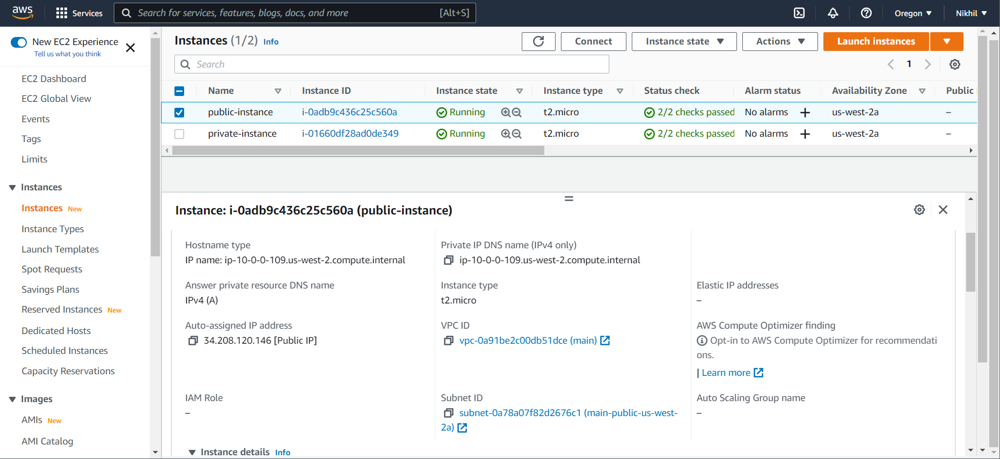 aws
Services
Search for services, features, blogs, docs, and more
[Alt+S]
Oregon
Nikhil
New EC2 Experience
Tell us what you think
EC2 Dashboard
EC2 Global View
Events
Tags
Limits
Instances
Instances New
Instance Types
Launch Templates
Spot Requests
Savings Plans
Reserved Instances New
Dedicated Hosts
Scheduled Instances
Capacity Reservations
Images
AMIs New
AMI Catalog
Instances (1/2) Info
Connect
Instance state
Actions
Launch instances
Search
1
Name Instance ID Instance state Instance type Status check Alarm status Availability Zone Public
public-instance i-0adb9c436c25c560a Running t2.micro 2/2 checks passed No alarms + us-west-2a –
private-instance i-01660df28ad0de349 Running t2.micro 2/2 checks passed No alarms + us-west-2a –
Instance: i-0adb9c436c25c560a (public-instance)
Hostname type
IP name: ip-10-0-0-109.us-west-2.compute.internal
Private IP DNS name (IPv4 only)
ip-10-0-0-109.us-west-2.compute.internal
Answer private resource DNS name
IPv4 (A)
Instance type
t2.micro
Elastic IP addresses
–
Auto-assigned IP address
34.208.120.146 [Public IP]
VPC ID
vpc-0a91be2c00db51dce (main)
AWS Compute Optimizer finding
Opt-in to AWS Compute Optimizer for recommendati
ons.
| Learn more
IAM Role
–
Subnet ID
subnet-0a78a07f82d2676c1 (main-public-us-west-
2a)
Auto Scaling Group name
–
Instance details Info